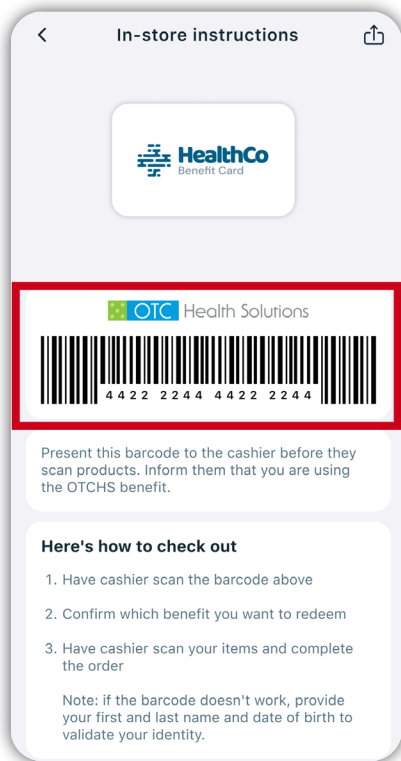 In-store instructions
HealthCo
Benefit Card
OTC Health Solutions
4422 2244 4422 2244
Present this barcode to the cashier before they
scan products. Inform them that you are using
the OTCHS benefit.
Here's how to check out
1. Have cashier scan the barcode above
2. Confirm which benefit you want to redeem
3. Have cashier scan your items and complete
the order
Note: if the barcode doesn't work, provide
your first and last name and date of birth to
validate your identity.